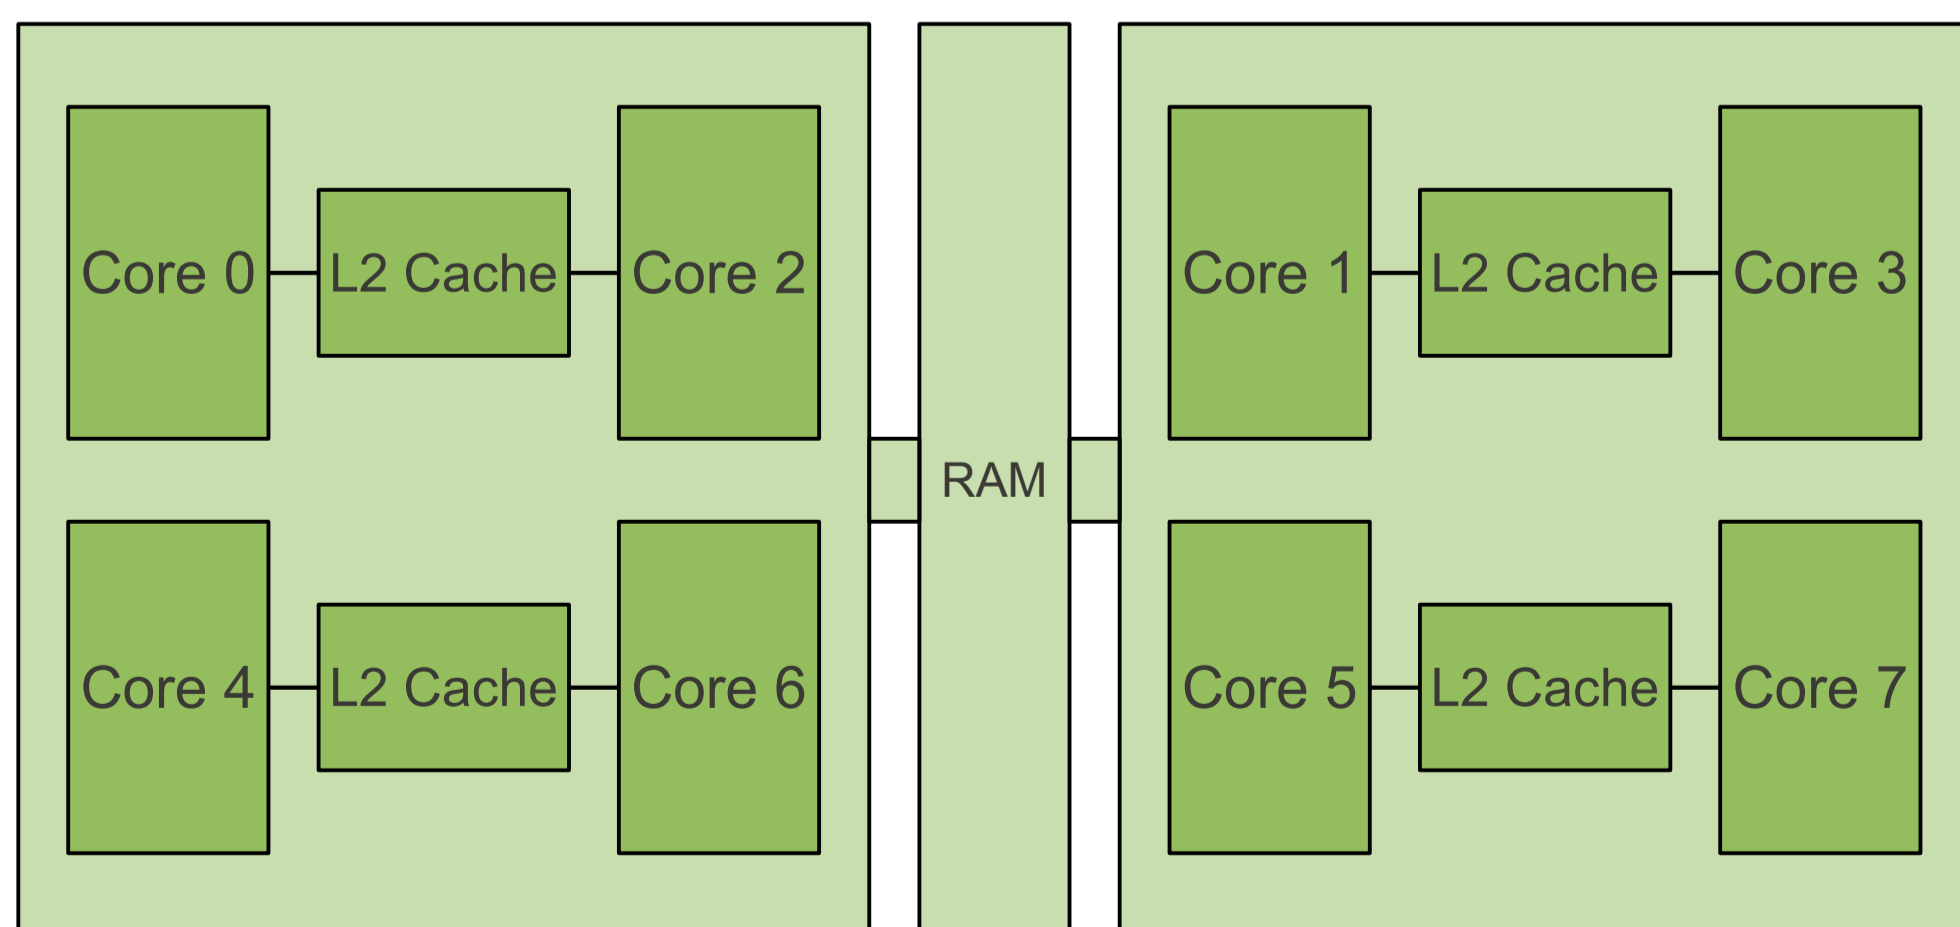 Core 0
L2 Cache
Core 2
Core 4
L2 Cache
Core 6
RAM
Core 1
L2 Cache
Core 3
Core 5
L2 Cache
Core 7